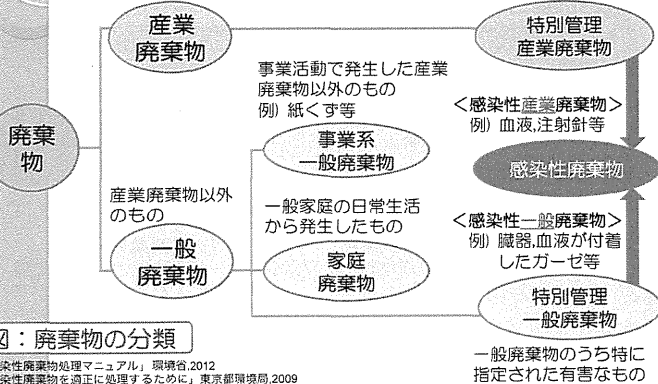 産業
廃棄物
特別管理
産業廃棄物
事業活動で発生した産業
廃棄物以外のもの
例) 紙くず等
<感染性産業廃棄物>
例) 血液,注射針等
廃棄
物
事業系
一般廃棄物
感染性廃棄物
産業廃棄物以外
のもの
一般家庭の日常生活
から発生したもの
<感染性一般廃棄物>
例) 臓器,血液が付着
したガーゼ等
一般
廃棄物
家庭
廃棄物
特別管理
一般廃棄物
図：廃棄物の分類
一般廃棄物のうち特に
指定された有害なもの
染性廃棄物処理マニュアル」環境省,2012
染性廃棄物を適正に処理するために」東京都環境局,2009